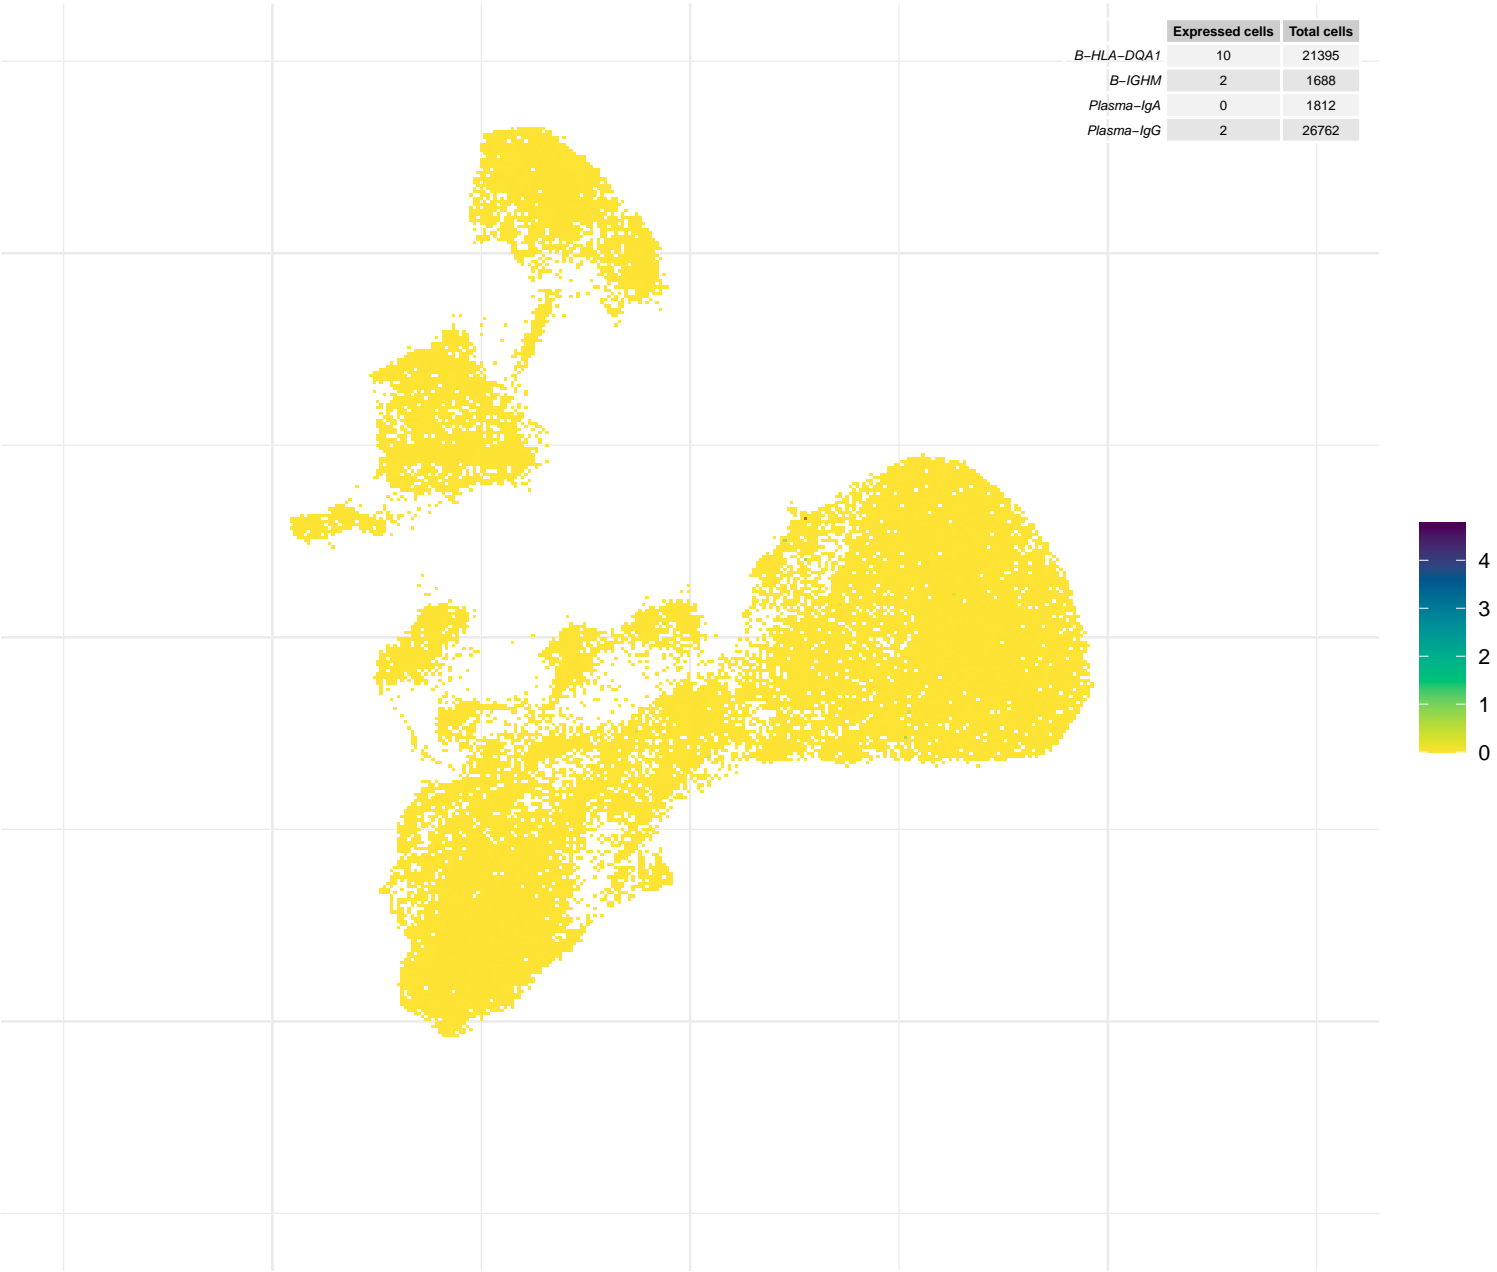 Expressed cells Total cells
B−HLA−DQA1 10 21395
B−IGHM 2 1688
Plasma−IgA 0 1812
Plasma−IgG 2 26762
4
3
2
1
0